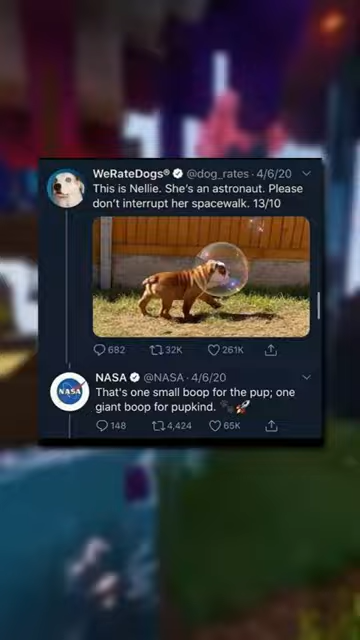 WeRateDogs® @dog_rates · 4/6/20
This is Nellie. She's an astronaut. Please
don't interrupt her spacewalk. 13/10
682 32K 261K
NASA
NASA @NASA · 4/6/20
That's one small boop for the pup; one
giant boop for pupkind. 🐾🚀
148 4,424 65K